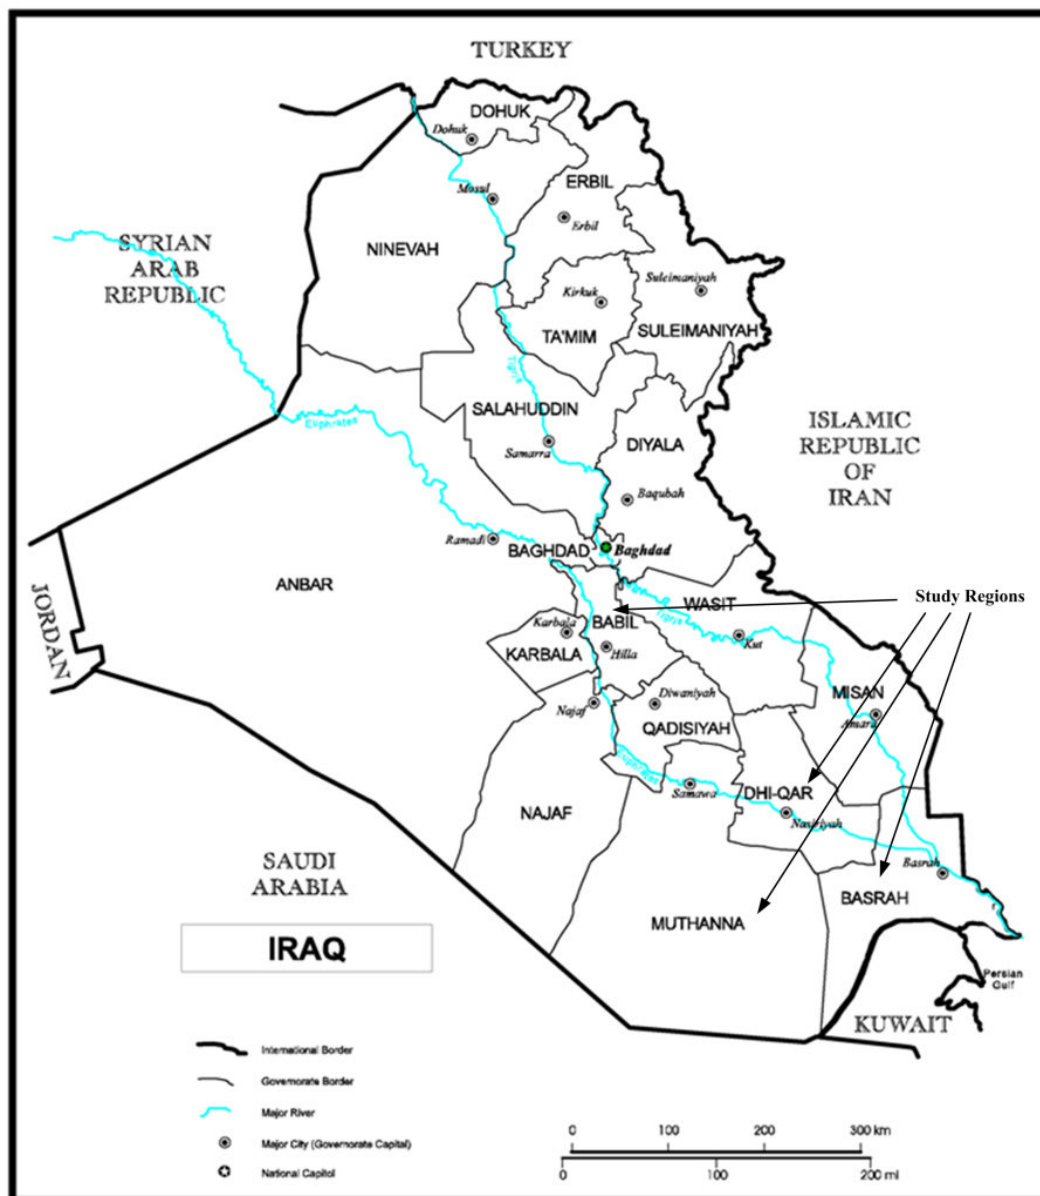 TURKEY
DOHUK
Dohuk
ERBIL
Mosul
Erbil
NINEVAH
SYRIAN
ARAB
REPUBLIC
Suleimaniyah
Kirkuk
TA'MIM
SULEIMANIYAH
Tigris
SALAHUDDIN
Euphrates
DIYALA
Samarra
ISLAMIC
REPUBLIC
OF
IRAN
Baqubah
Ramadi
BAGHDAD
Baghdad
ANBAR
JORDAN
WASIT
Study Regions
Tigris
BABIL
Karbala
Kut
KARBALA
Hilla
MISAN
Diwaniyah
Najaf
Amara
QADISIYAH
Euphrates
Samawa
DHI-QAR
NAJAF
Nasiriyah
SAUDI
ARABIA
Basrah
BASRAH
MUTHANNA
IRAQ
Persian
Gulf
KUWAIT
International Border
Governorate Border
Major River
Major City (Governorate Capital)
National Capitol
0 100 200 300 km
0 100 200 mi